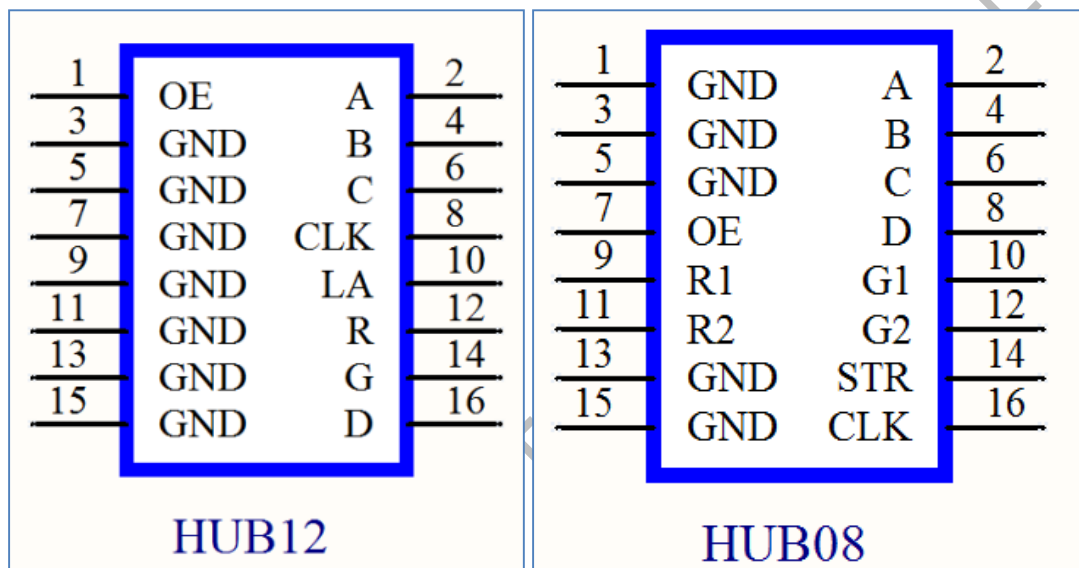 1 OE A 2
3 GND B 4
5 GND C 6
7 GND CLK 8
9 GND LA 10
11 GND R 12
13 GND G 14
15 GND D 16
HUB12
1 GND A 2
3 GND B 4
5 GND C 6
7 OE D 8
9 R1 G1 10
11 R2 G2 12
13 GND STR 14
15 GND CLK 16
HUB08